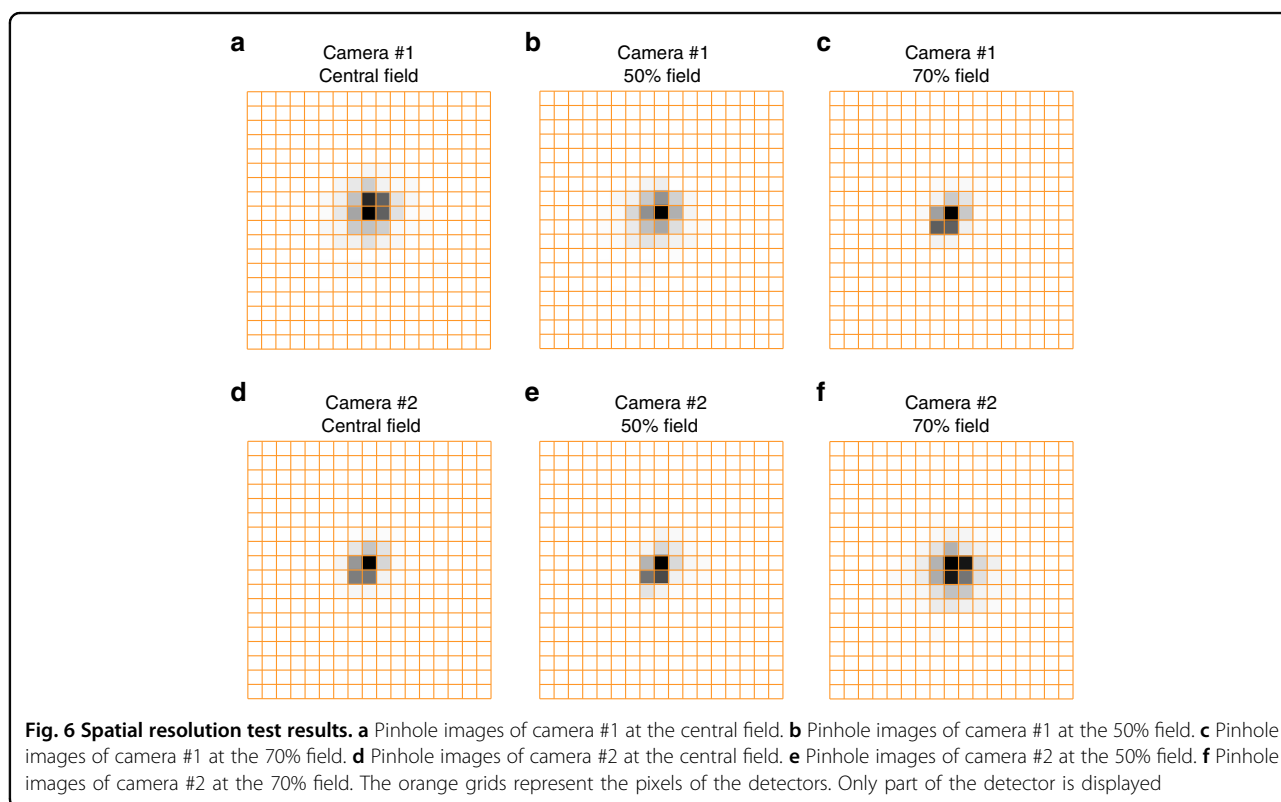 a
Camera #1
Central field
b
Camera #1
50% field
c
Camera #1
70% field
d
Camera #2
Central field
e
Camera #2
50% field
f
Camera #2
70% field
Fig. 6 Spatial resolution test results. a Pinhole images of camera #1 at the central field. b Pinhole images of camera #1 at the 50% field. c Pinhole
images of camera #1 at the 70% field. d Pinhole images of camera #2 at the central field. e Pinhole images of camera #2 at the 50% field. f Pinhole
images of camera #2 at the 70% field. The orange grids represent the pixels of the detectors. Only part of the detector is displayed